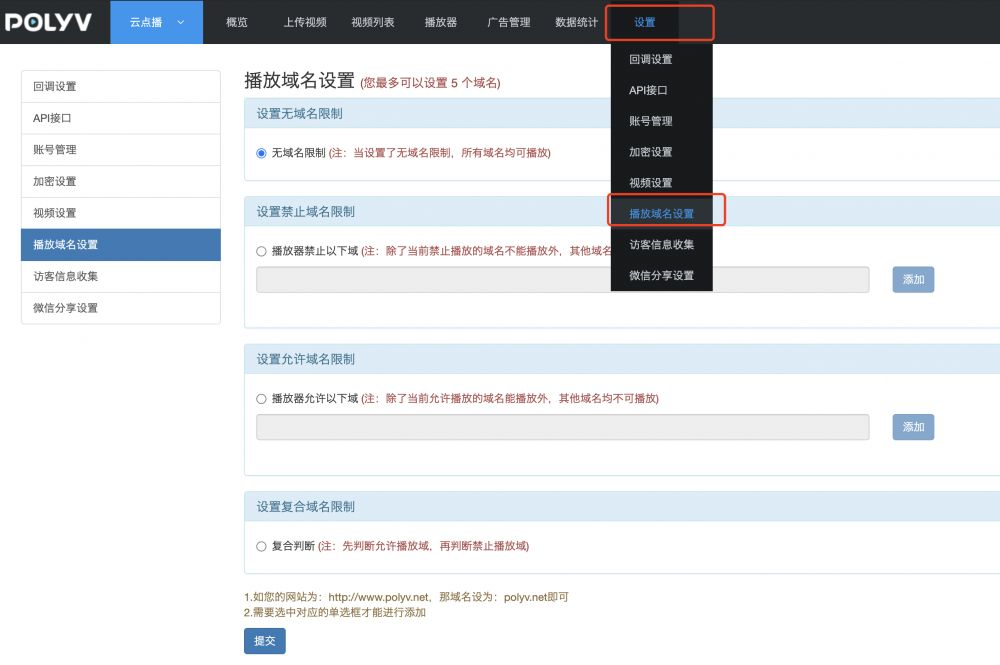 POLYV
云点播
概览
上传视频
视频列表
播放器
广告管理
数据统计
设置
回调设置
API接口
账号管理
加密设置
视频设置
播放域名设置
访客信息收集
微信分享设置
回调设置
API接口
账号管理
加密设置
视频设置
播放域名设置
访客信息收集
微信分享设置
播放域名设置 (您最多可以设置 5 个域名)
设置无域名限制
无域名限制 (注：当设置了无域名限制，所有域名均可播放)
设置禁止域名限制
播放器禁止以下域 (注：除了当前禁止播放的域名不能播放外，其他域名
添加
设置允许域名限制
播放器允许以下域 (注：除了当前允许播放的域名能播放外，其他域名均不可播放)
添加
设置复合域名限制
复合判断 (注：先判断允许播放域，再判断禁止播放域)
1.如您的网站为：http://www.polyv.net，那域名设为：polyv.net即可
2.需要选中对应的单选框才能进行添加
提交